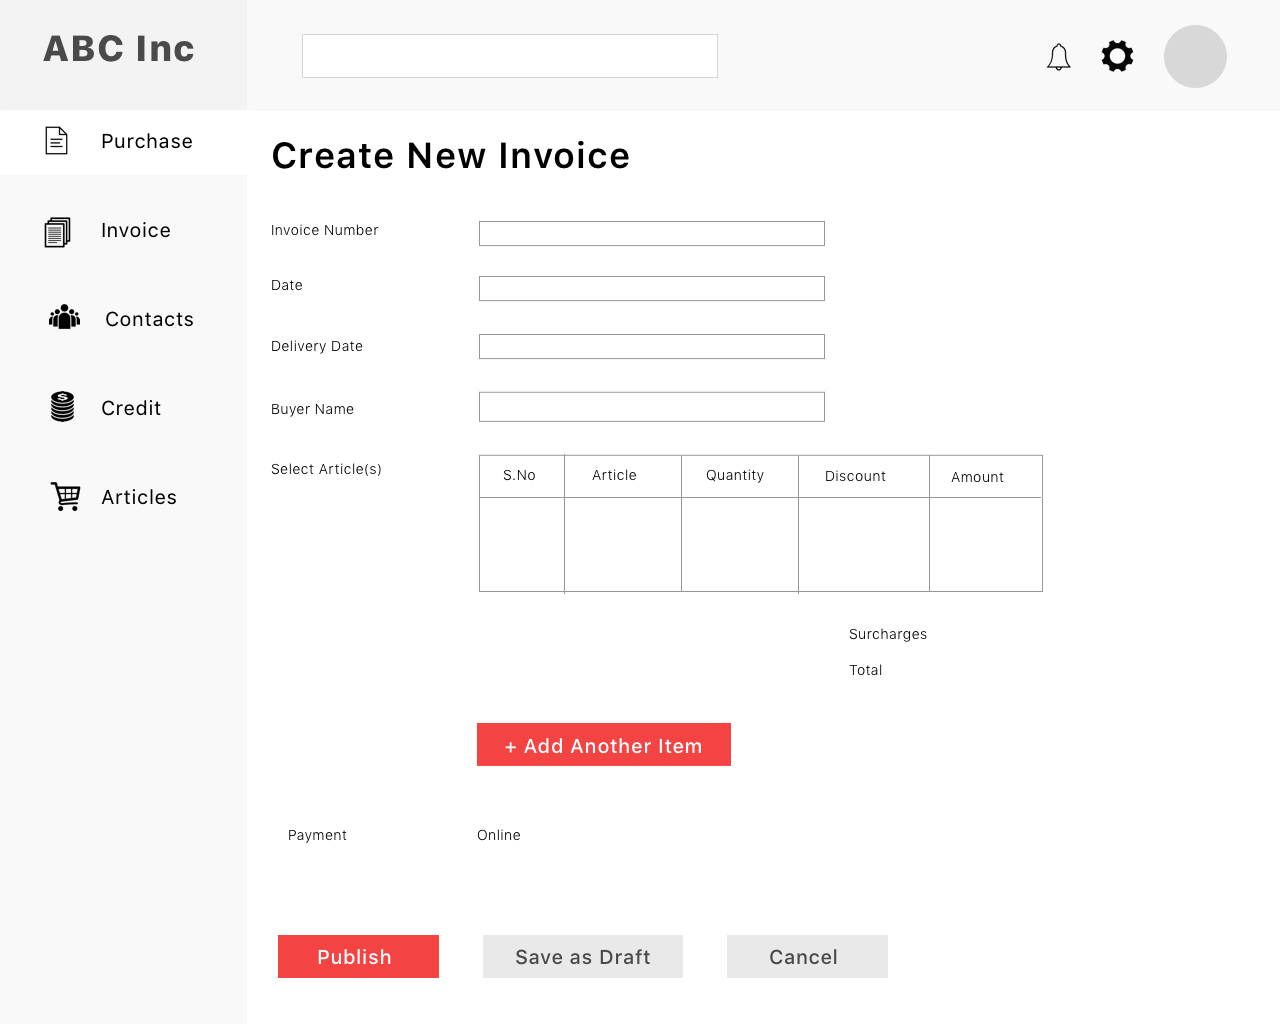 ABC Inc
Purchase
Invoice
Contacts
Credit
Articles
Create New Invoice
Invoice Number
Date
Delivery Date
Buyer Name
Select Article(s)
S.No Article Quantity Discount Amount
Surcharges
Total
+ Add Another Item
Payment Online
Publish Save as Draft Cancel